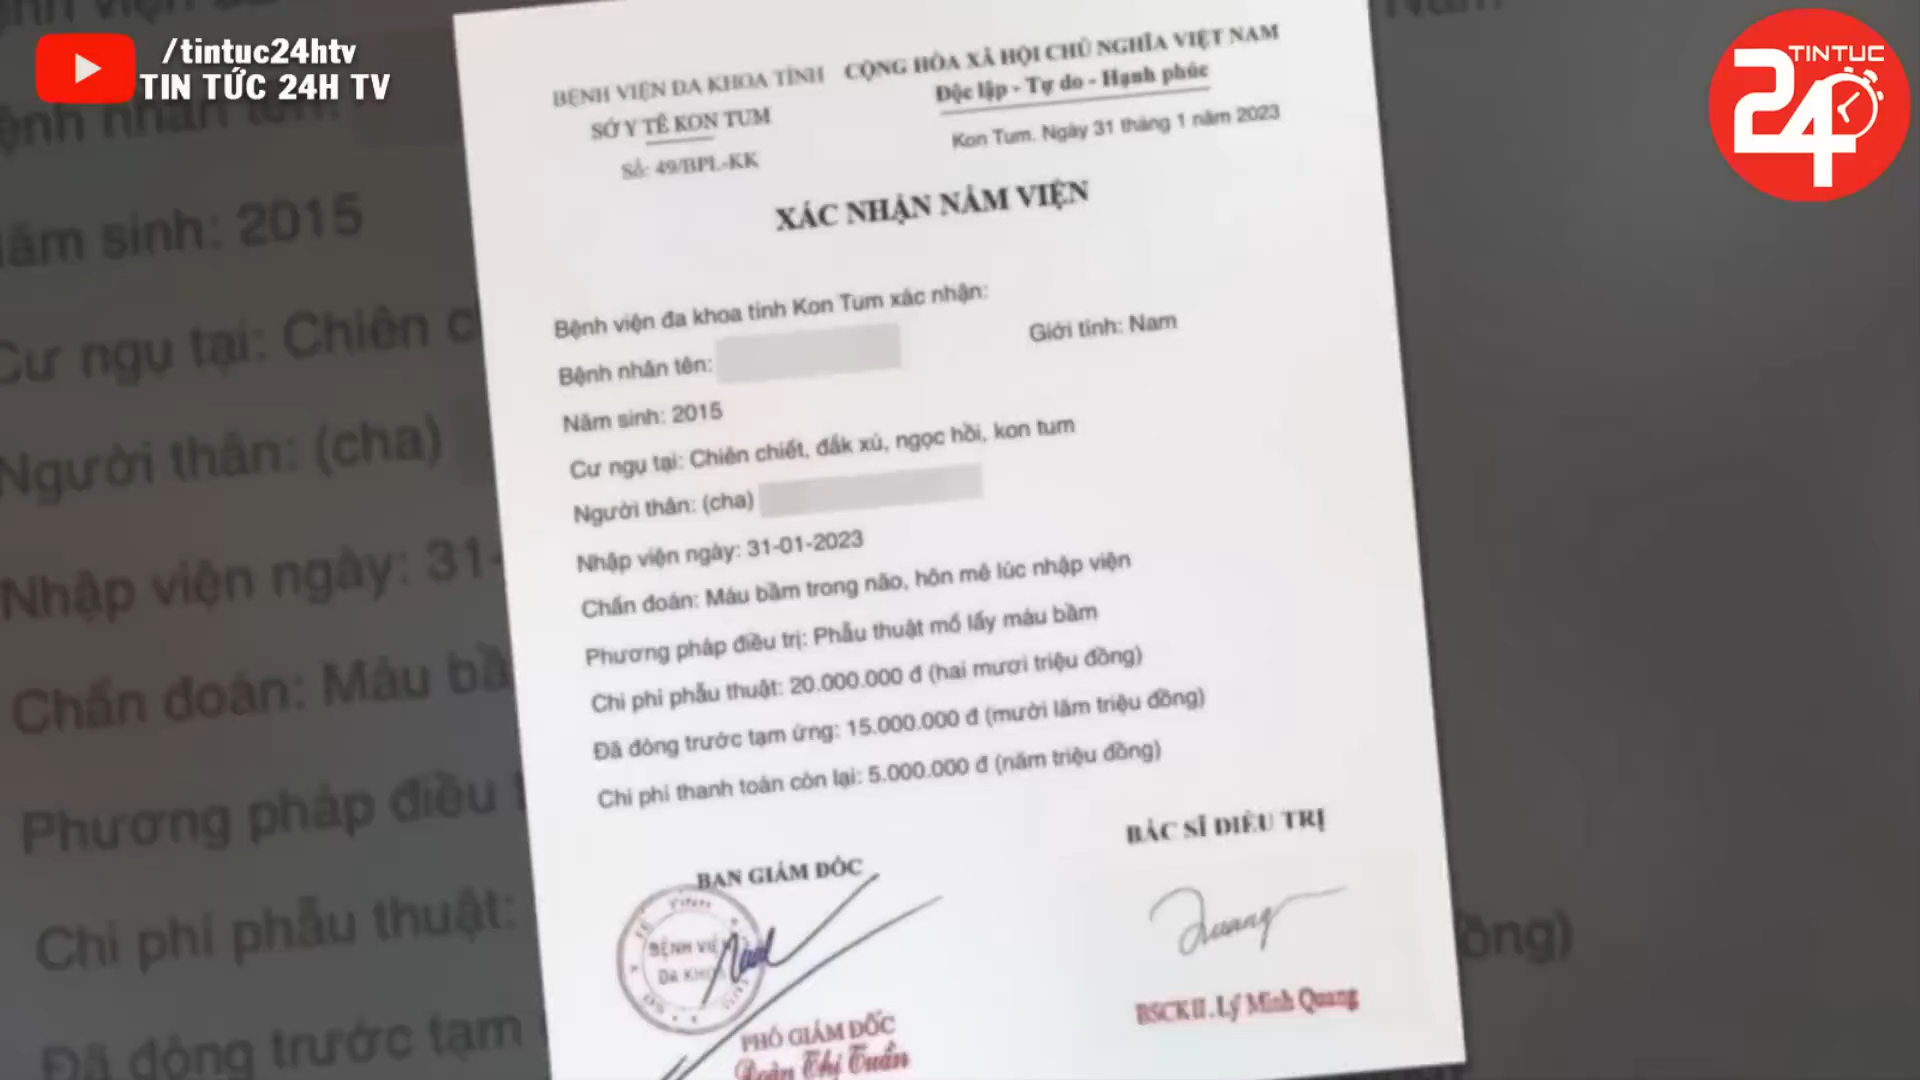 /tintuc24htv
TIN TỨC 24H TV
TINTUC
24
BỆNH VIỆN ĐA KHOA TỈNH
SỞ Y TẾ KON TUM
Số: 49/BPL-KK
CỘNG HÒA XÃ HỘI CHỦ NGHĨA VIỆT NAM
Độc lập - Tự do - Hạnh phúc
Kon Tum. Ngày 31 tháng 1 năm 2023
XÁC NHẬN NẰM VIỆN
Bệnh viện đa khoa tỉnh Kon Tum xác nhận:
Bệnh nhân tên:
Giới tính: Nam
Năm sinh: 2015
Cư ngụ tại: Chiên chiết, đắk xú, ngọc hồi, kon tum
Người thân: (cha)
Nhập viện ngày: 31-01-2023
Chẩn đoán: Máu bầm trong não, hôn mê lúc nhập viện
Phương pháp điều trị: Phẫu thuật mổ lấy máu bầm
Chi phí phẫu thuật: 20.000.000 đ (hai mươi triệu đồng)
Đã đóng trước tạm ứng: 15.000.000 đ (mười lăm triệu đồng)
Chi phí thanh toán còn lại: 5.000.000 đ (năm triệu đồng)
BAN GIÁM ĐỐC
BỆNH VIỆN
ĐA KHOA
PHÓ GIÁM ĐỐC
Đoàn Thị Tuần
BÁC SĨ ĐIỀU TRỊ
Quang
BSCKII. Lý Minh Quang
Năm sinh: 2015
Cư ngụ tại: Chiên
Người thân: (cha)
Nhập viện ngày: 31-
Chẩn đoán: Máu bầ
Phương pháp điều t
Chi phí phẫu thuật:
Đã đóng trước tạm
ồng)